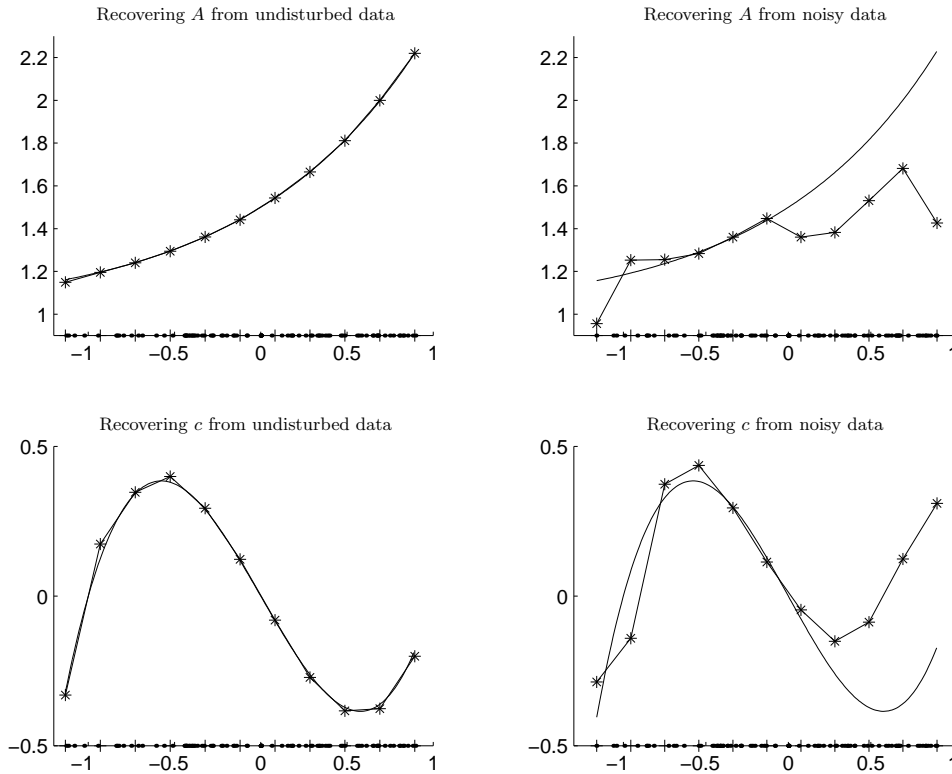 Recovering A from undisturbed data
2.2
2
1.8
1.6
1.4
1.2
1
−1 −0.5 0 0.5 1
Recovering A from noisy data
2.2
2
1.8
1.6
1.4
1.2
1
−1 −0.5 0 0.5 1
Recovering c from undisturbed data
0.5
0
−0.5
−1 −0.5 0 0.5 1
Recovering c from noisy data
0.5
0
−0.5
−1 −0.5 0 0.5 1